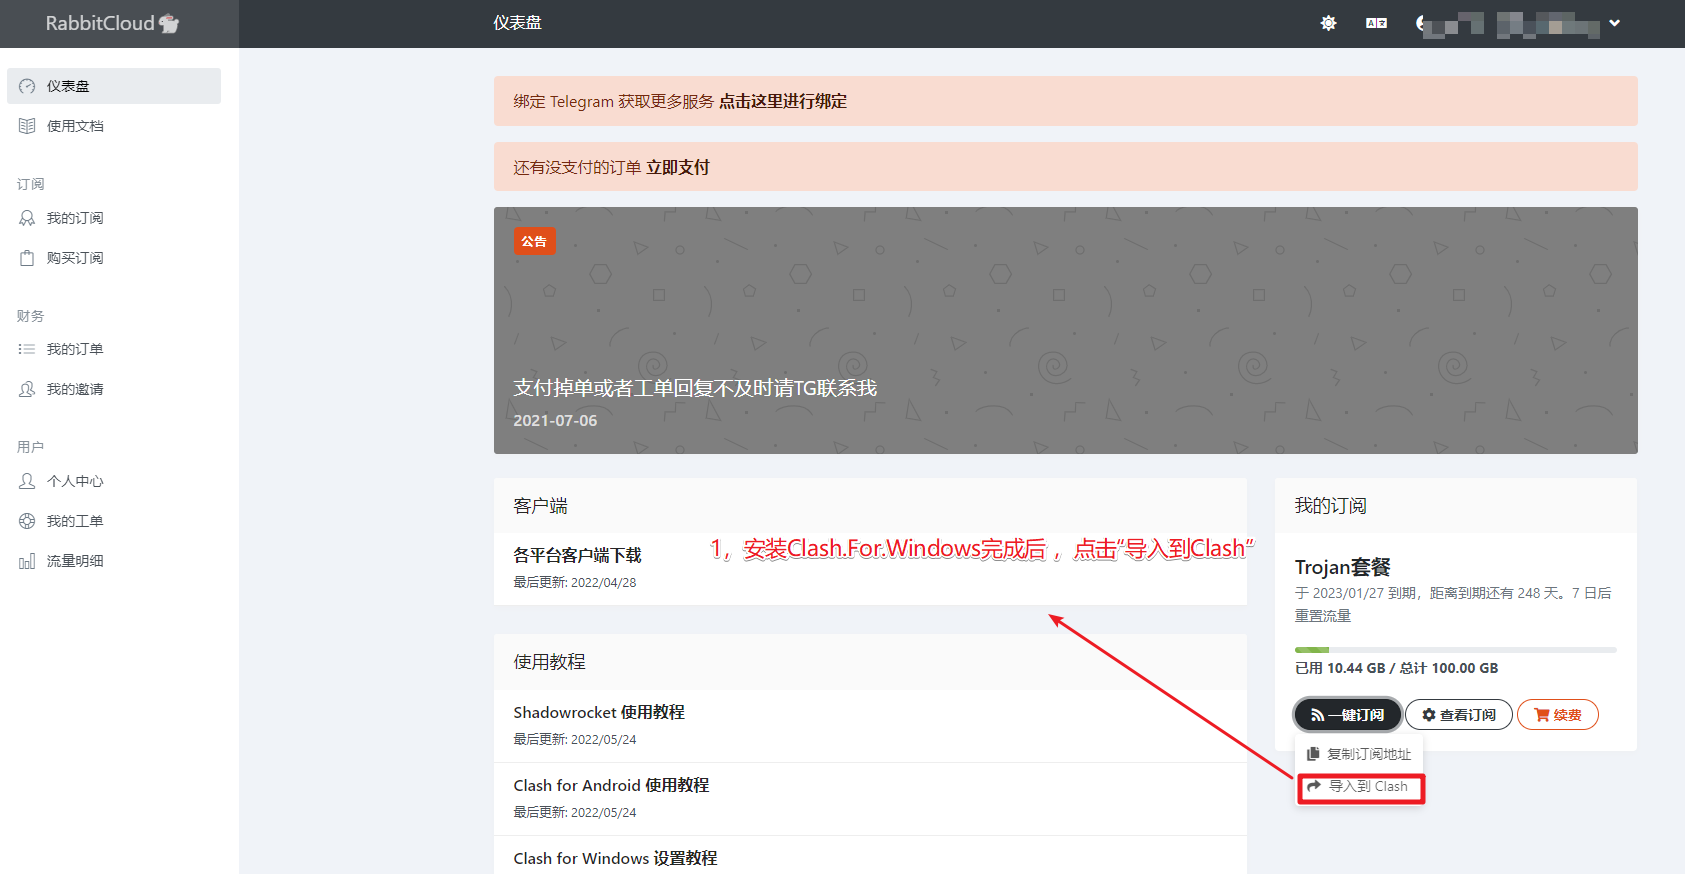 RabbitCloud
仪表盘
仪表盘
使用文档
订阅
我的订阅
购买订阅
财务
我的订单
我的邀请
用户
个人中心
我的工单
流量明细
绑定 Telegram 获取更多服务 点击这里进行绑定
还有没支付的订单 立即支付
公告
支付掉单或者工单回复不及时请TG联系我
2021-07-06
客户端
各平台客户端下载
最后更新: 2022/04/28
1，安装Clash.For.Windows完成后，点击“导入到Clash”
使用教程
Shadowrocket 使用教程
最后更新: 2022/05/24
Clash for Android 使用教程
最后更新: 2022/05/24
Clash for Windows 设置教程
我的订阅
Trojan套餐
于 2023/01/27 到期，距离到期还有 248 天。7 日后
重置流量
已用 10.44 GB / 总计 100.00 GB
一键订阅
查看订阅
续费
复制订阅地址
导入到 Clash